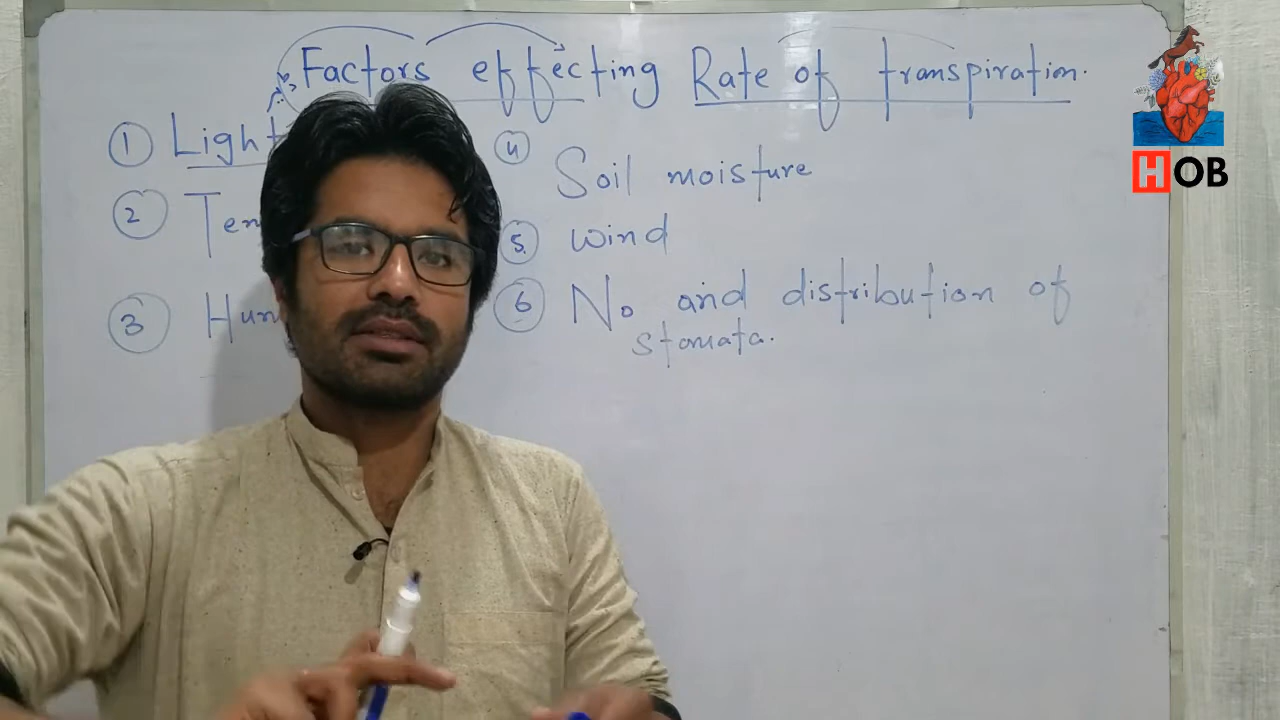 Factors effecting Rate of transpiration.
① Light
② Tem
③ Hum
④ Soil moisture
⑤ wind
⑥ No and distribution of
stomata.
HOB